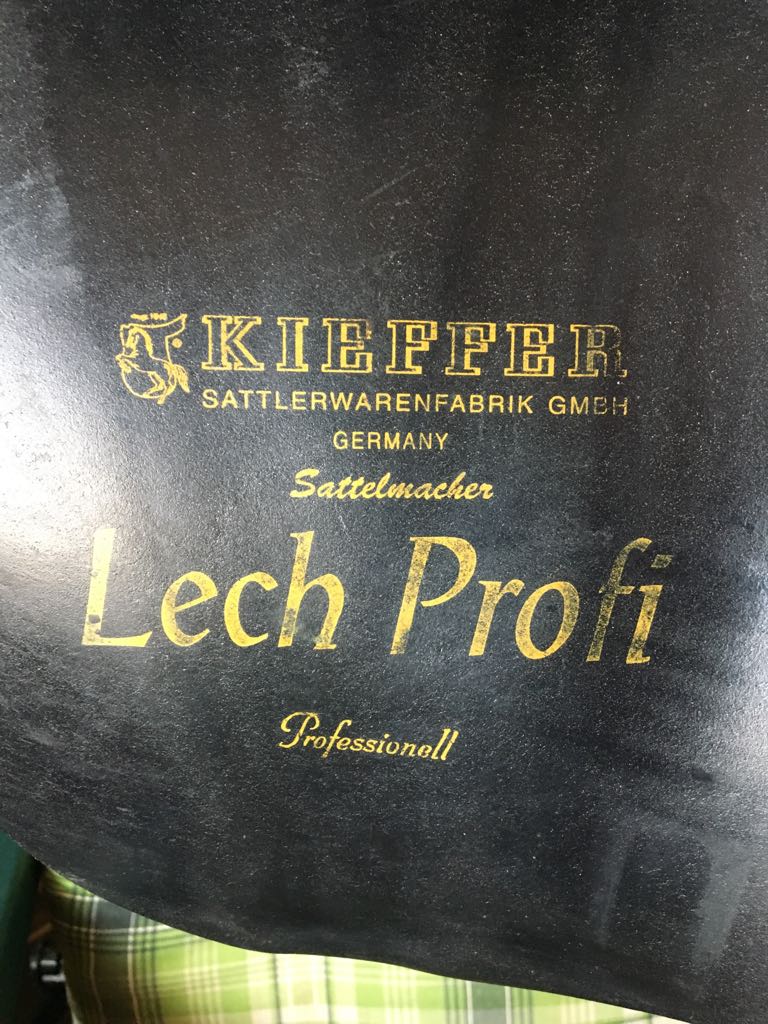 KIEFFER
SATTLERWARENFABRIK GMBH
GERMANY
Sattelmacher
Lech Profi
Professionell